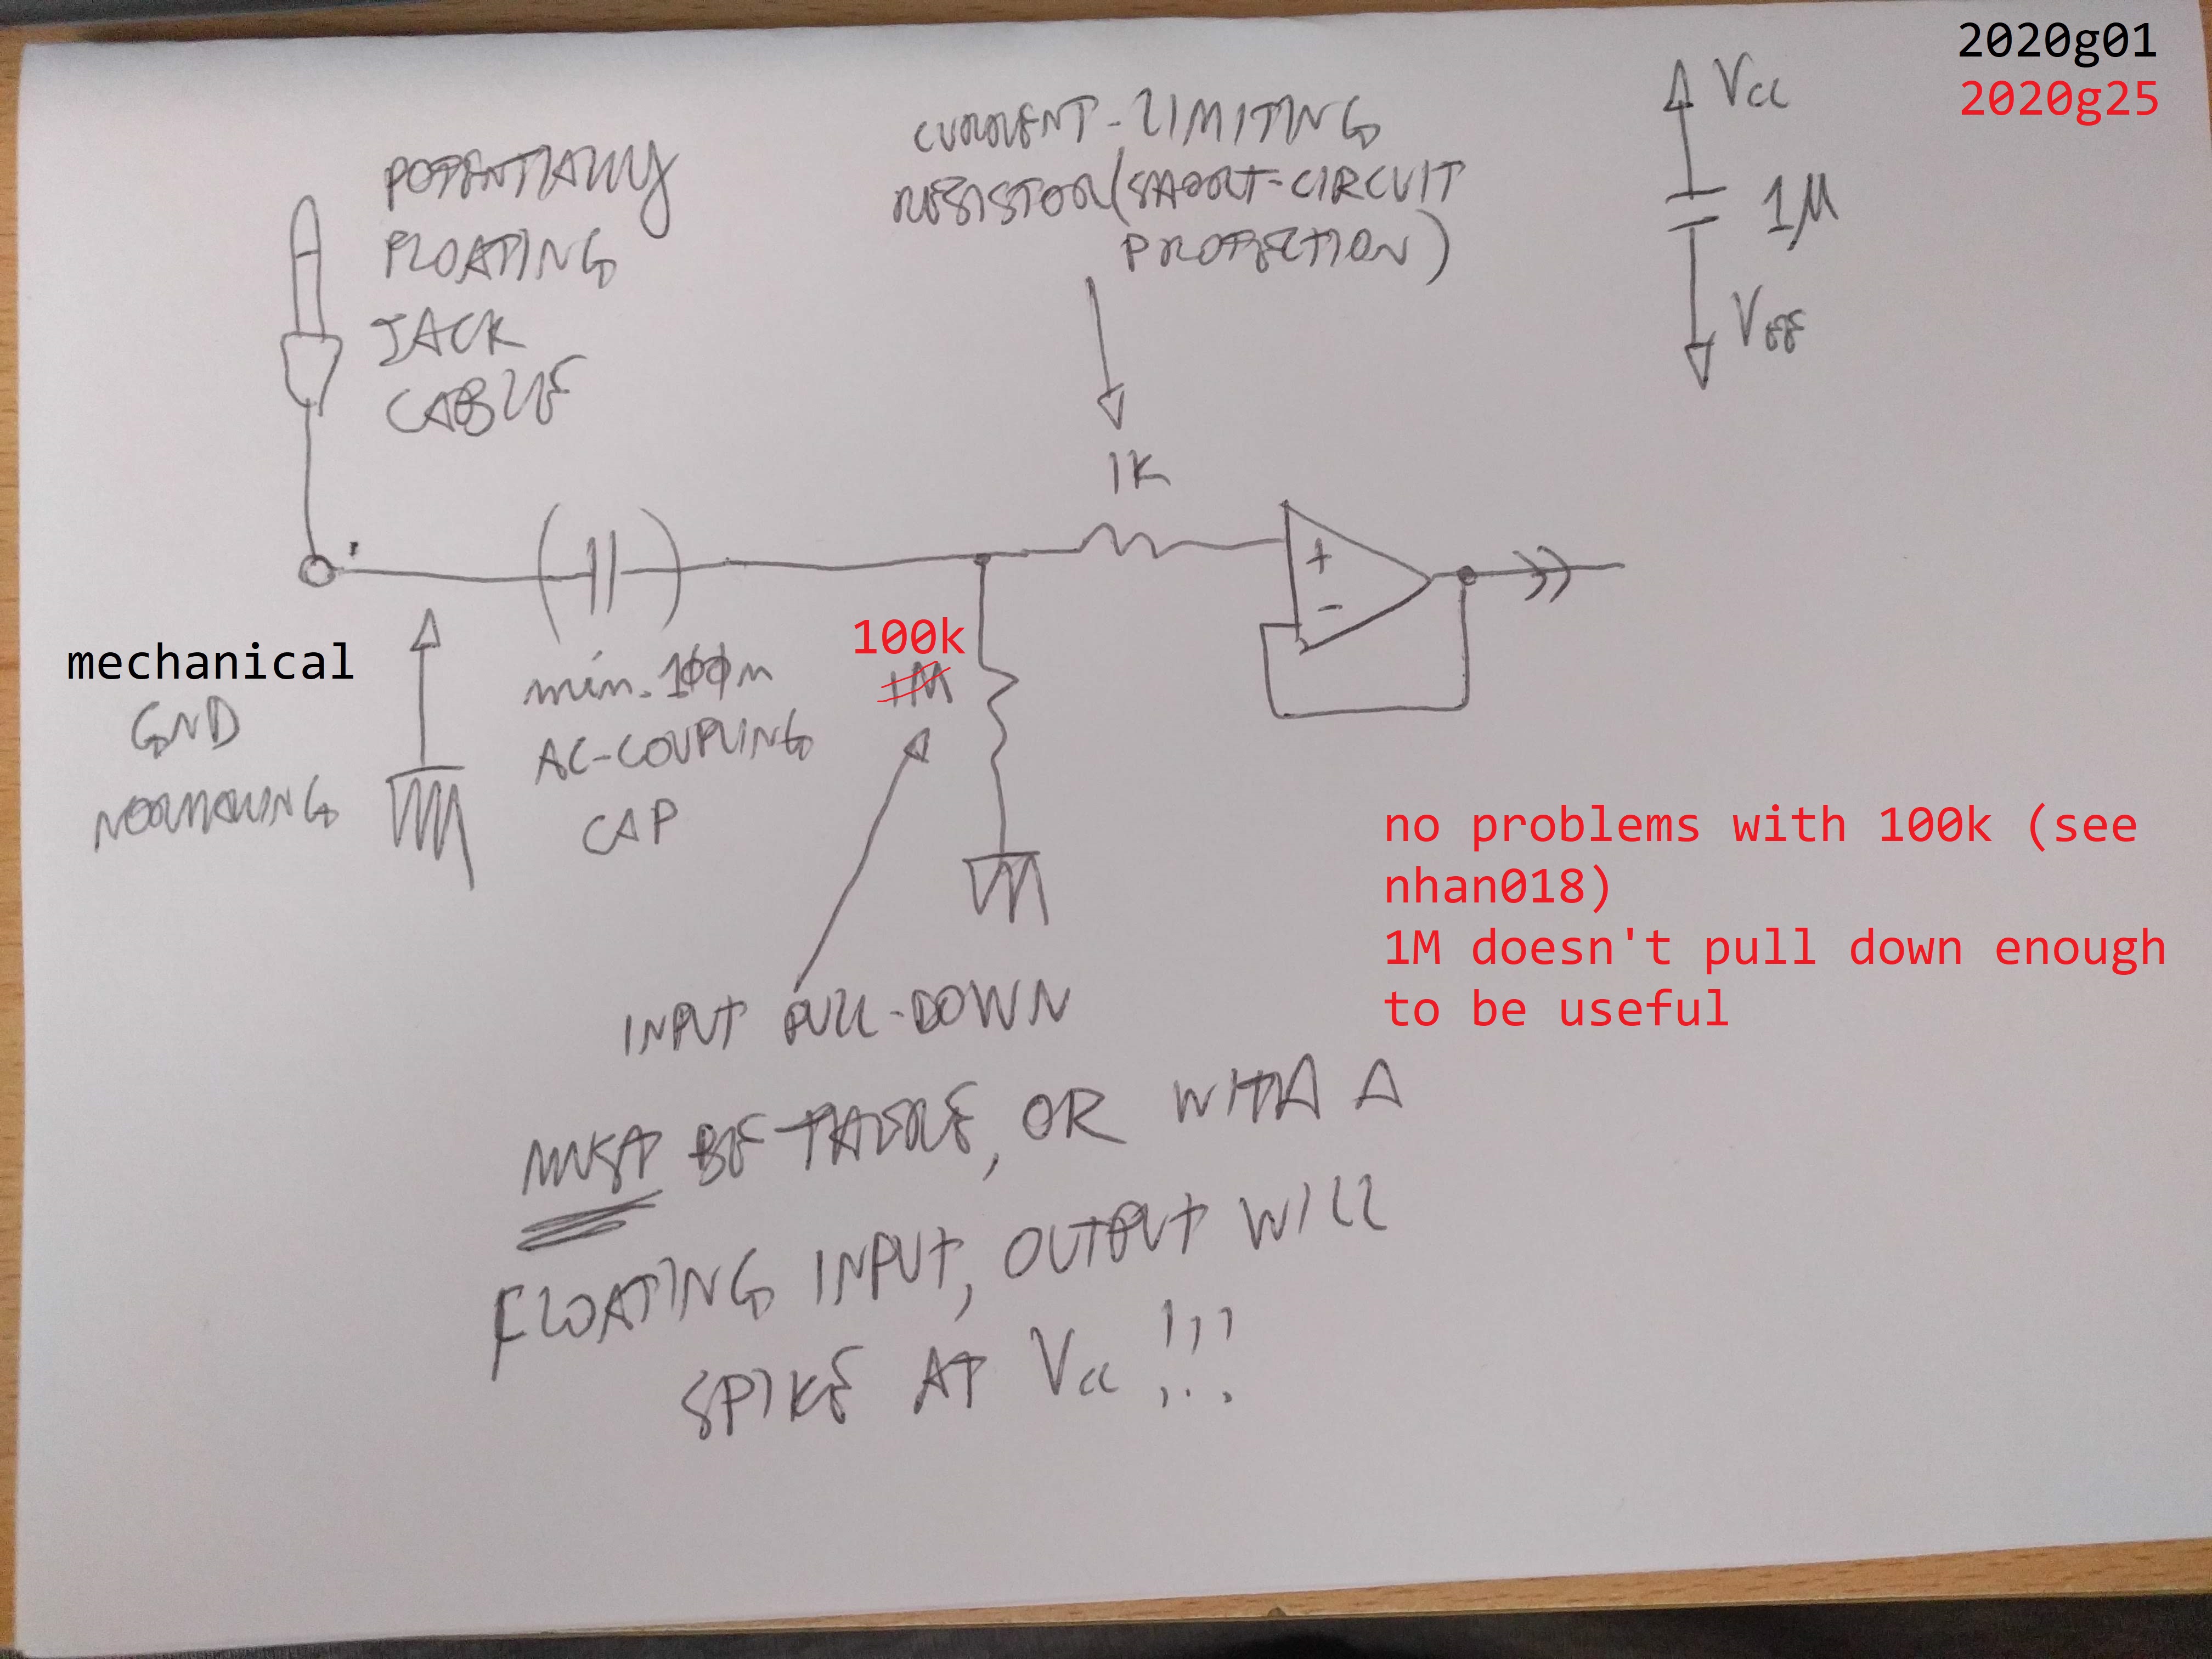 2020g01
2020g25
VCC
1µ
VEE
POTENTIALLY
FLOATING
JACK
CABLE
CURRENT-LIMITING
RESISTOR (SHORT-CIRCUIT
PROTECTION)
1K
+
-
mechanical
GND
NORMALLING
min. 100n
AC-COUPLING
CAP
100k
1M
INPUT PULL-DOWN
MUST BE THERE, OR WITH A
FLOATING INPUT, OUTPUT WILL
SPIKE AT VCC !!!
no problems with 100k (see
nhan018)
1M doesn't pull down enough
to be useful